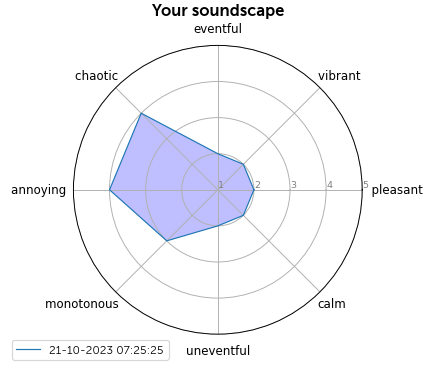 Your soundscape
eventful
chaotic
vibrant
annoying
1
2
3
4
5
pleasant
monotonous
calm
21-10-2023 07:25:25
uneventful